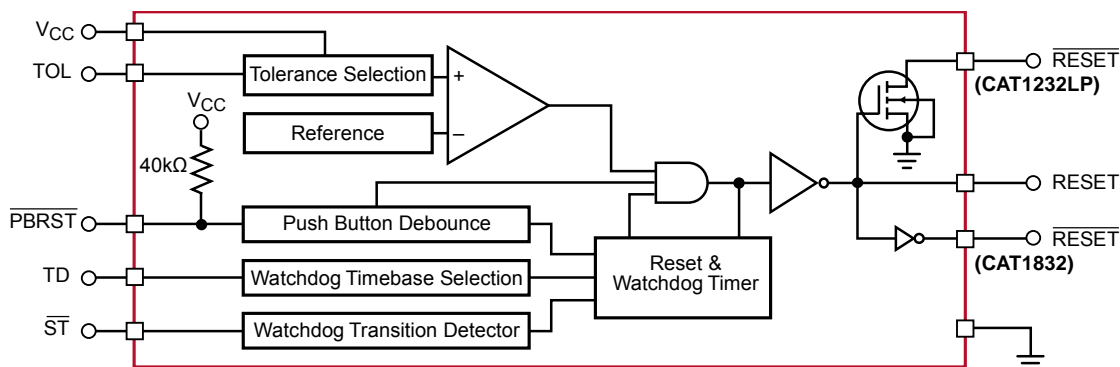 VCC
TOL
Tolerance Selection
+
Reference
−
VCC
40kΩ
PBRST
Push Button Debounce
TD
Watchdog Timebase Selection
ST
Watchdog Transition Detector
Reset &
Watchdog Timer
RESET
(CAT1232LP)
RESET
RESET
(CAT1832)